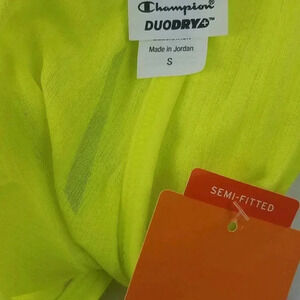 Champion
DUODRY+
Made in Jordan
S
SEMI-FITTED